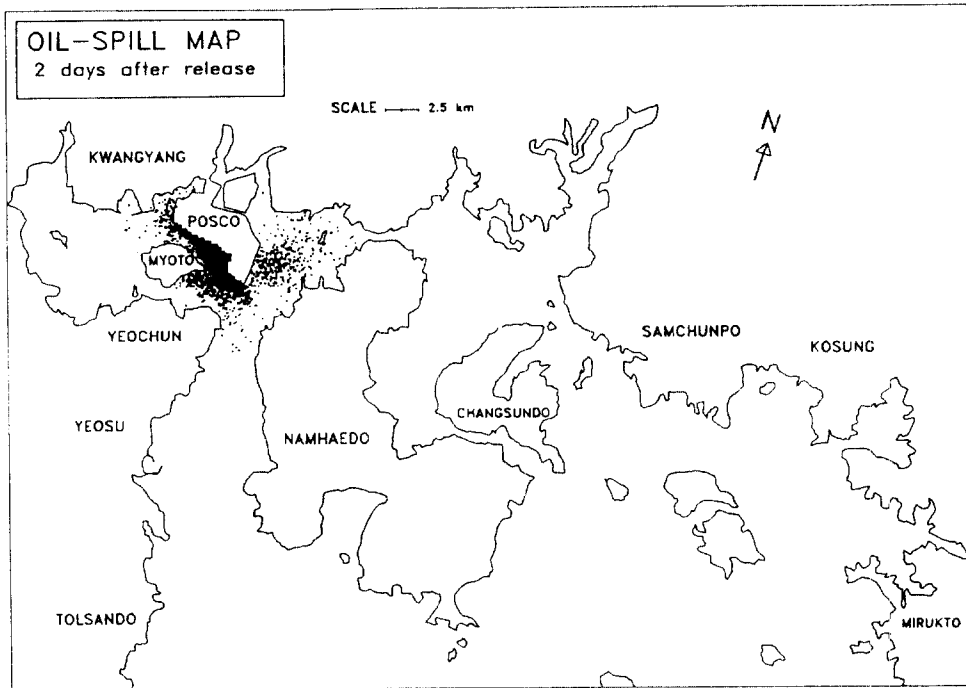 OIL-SPILL MAP
2 days after release
SCALE 2.5 km
N
KWANGYANG
POSCO
MYOTO
YEOCHUN
SAMCHUNPO
KOSUNG
YEOSU
NAMHAEDO
CHANGSUNDO
TOLSANDO
MIRUKTO